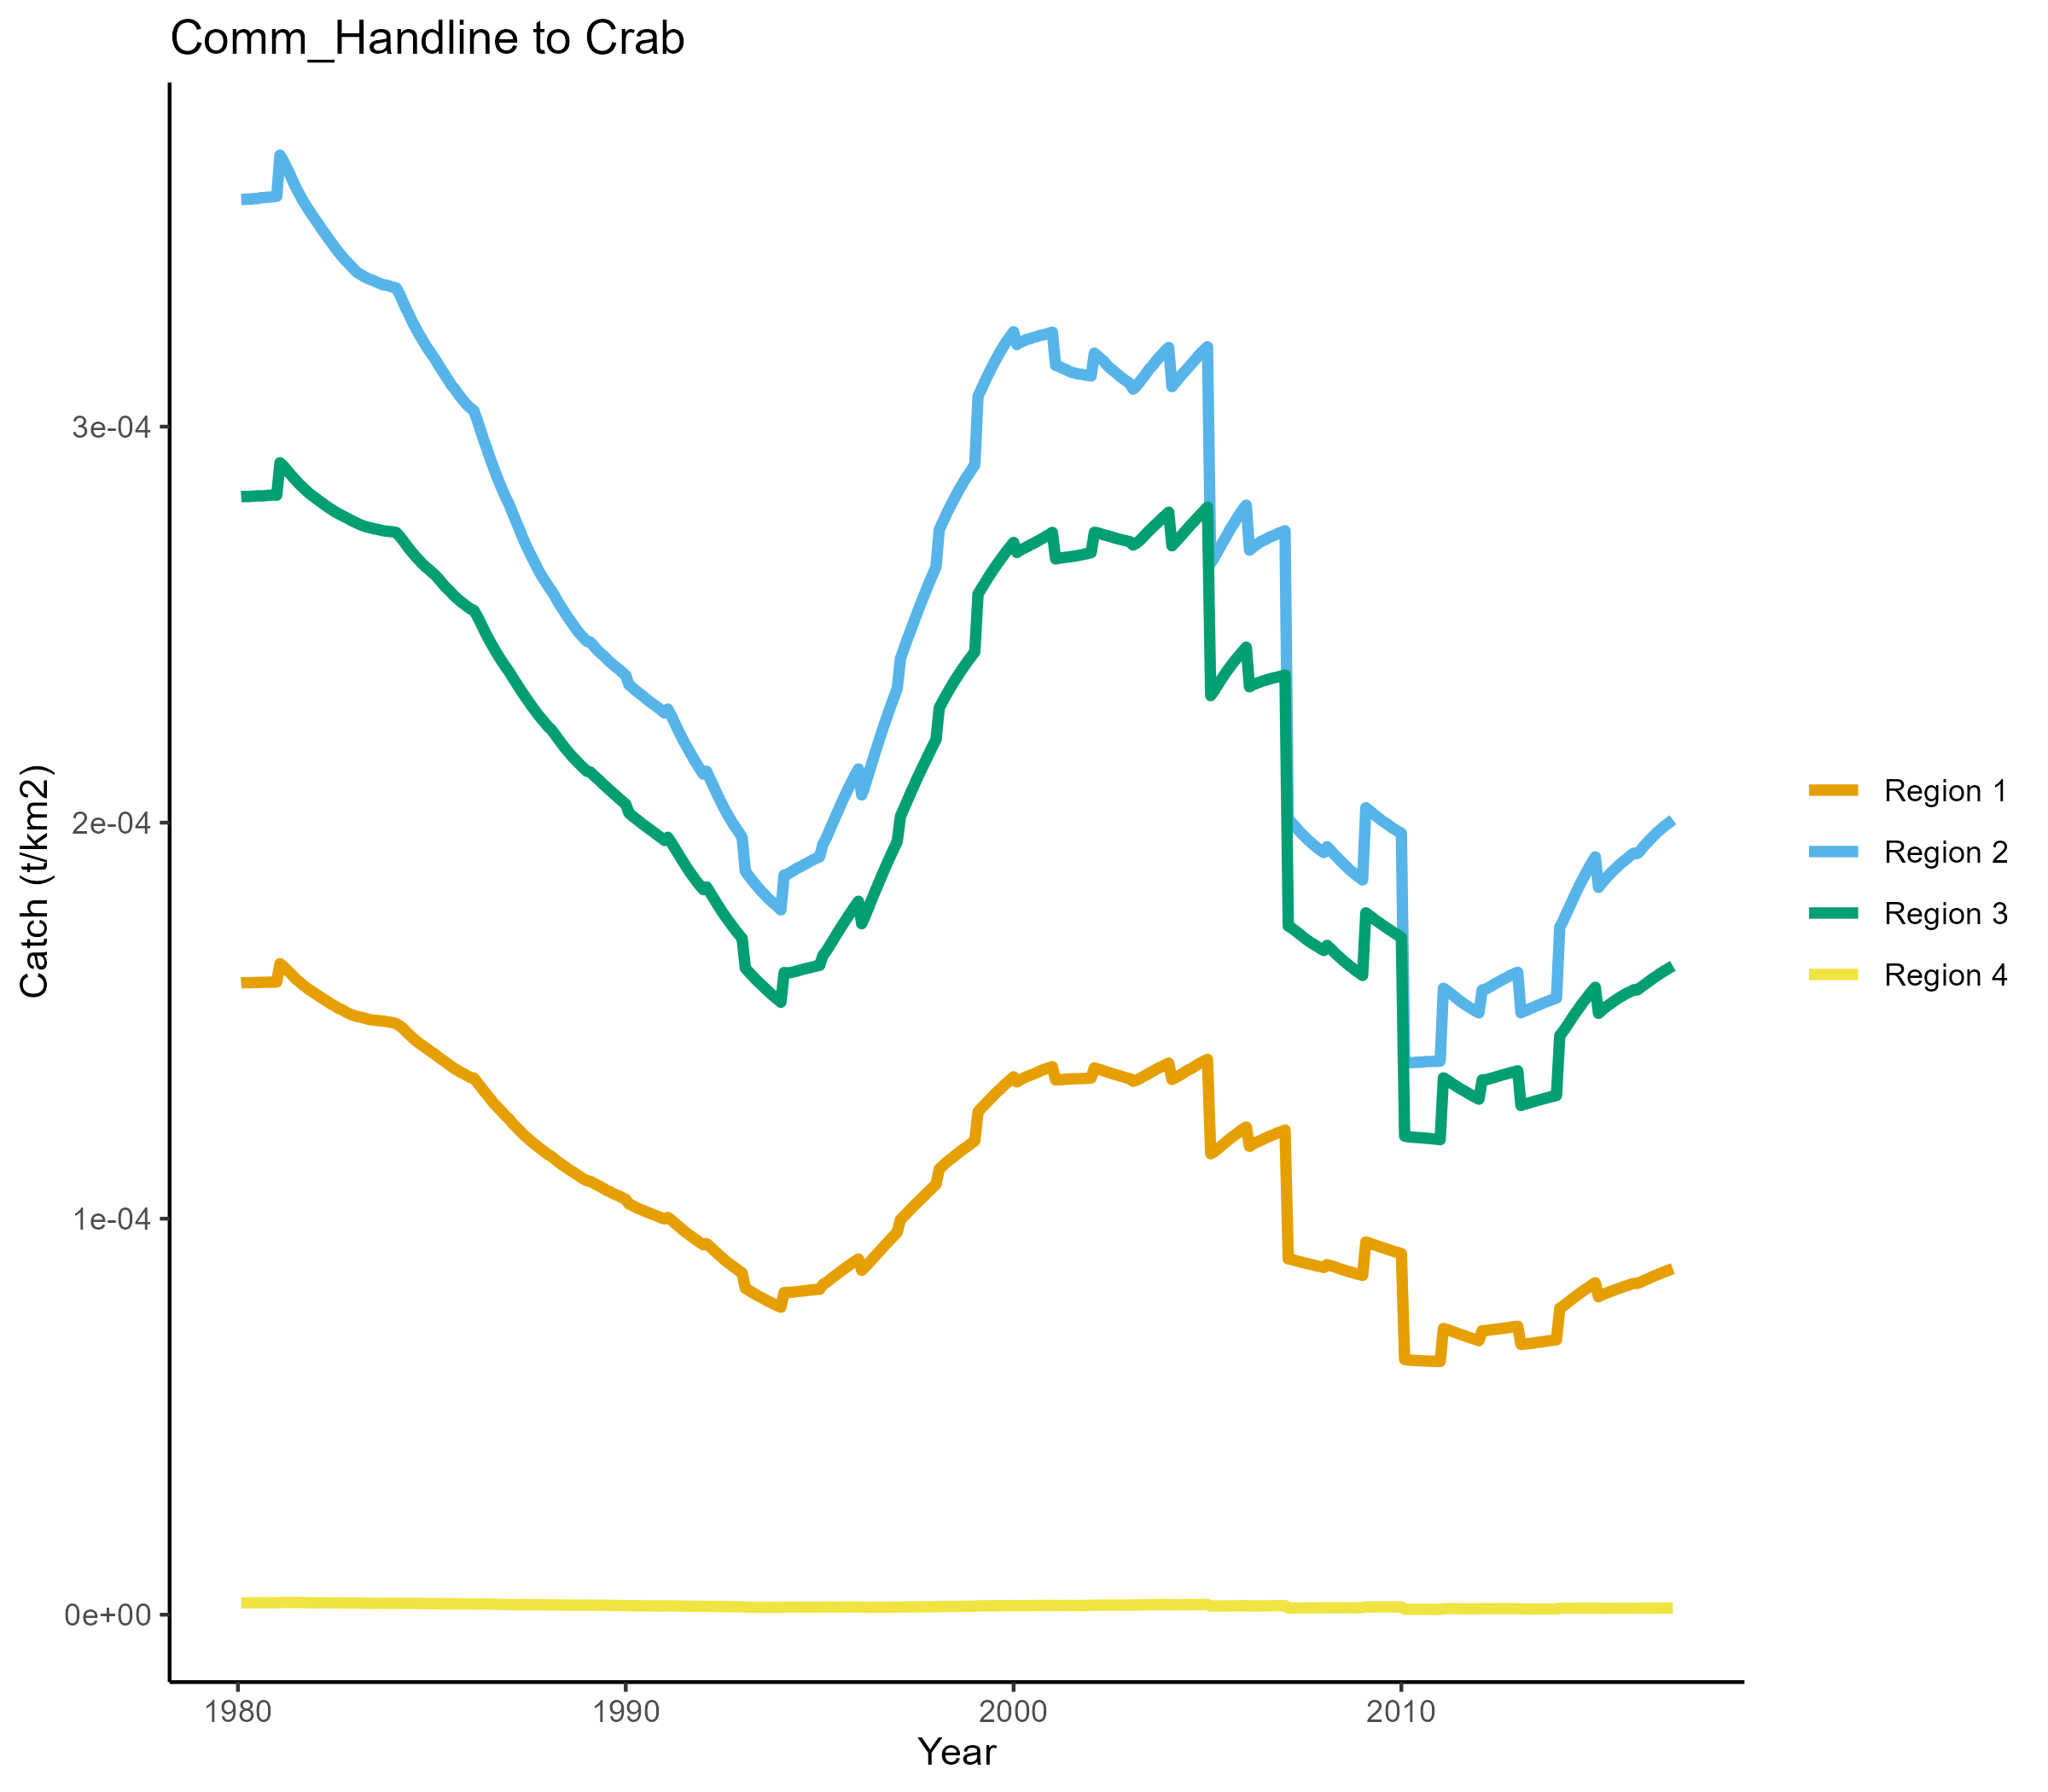 Comm_Handline to Crab
Catch (t/km2)
3e-04
2e-04
1e-04
0e+00
1980
1990
2000
2010
Year
Region 1
Region 2
Region 3
Region 4